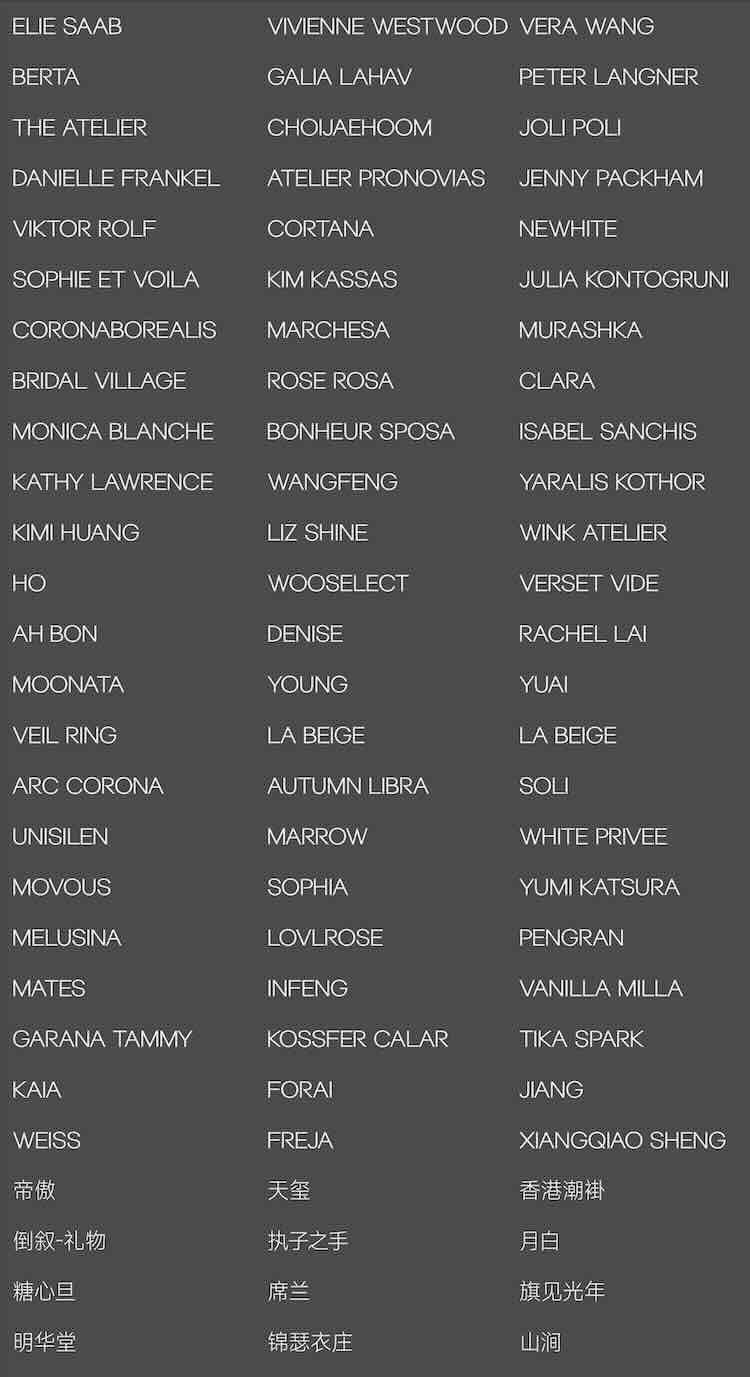 ELIE SAAB VIVIENNE WESTWOOD VERA WANG
BERTA GALIA LAHAV PETER LANGNER
THE ATELIER CHOIJAEHOOM JOLI POLI
DANIELLE FRANKEL ATELIER PRONOVIAS JENNY PACKHAM
VIKTOR ROLF CORTANA NEWHITE
SOPHIE ET VOILA KIM KASSAS JULIA KONTOGRUNI
CORONABOREALIS MARCHESA MURASHKA
BRIDAL VILLAGE ROSE ROSA CLARA
MONICA BLANCHE BONHEUR SPOSA ISABEL SANCHIS
KATHY LAWRENCE WANGFENG YARALIS KOTHOR
KIMI HUANG LIZ SHINE WINK ATELIER
HO WOOSELECT VERSET VIDE
AH BON DENISE RACHEL LAI
MOONATA YOUNG YUAI
VEIL RING LA BEIGE LA BEIGE
ARC CORONA AUTUMN LIBRA SOLI
UNISILEN MARROW WHITE PRIVEE
MOVOUS SOPHIA YUMI KATSURA
MELUSINA LOVLROSE PENGRAN
MATES INFENG VANILLA MILLA
GARANA TAMMY KOSSFER CALAR TIKA SPARK
KAIA FORAI JIANG
WEISS FREJA XIANGQIAO SHENG
帝傲 天玺 香港潮褂
倒叙-礼物 执子之手 月白
糖心旦 席兰 旗见光年
明华堂 锦瑟衣庄 山涧